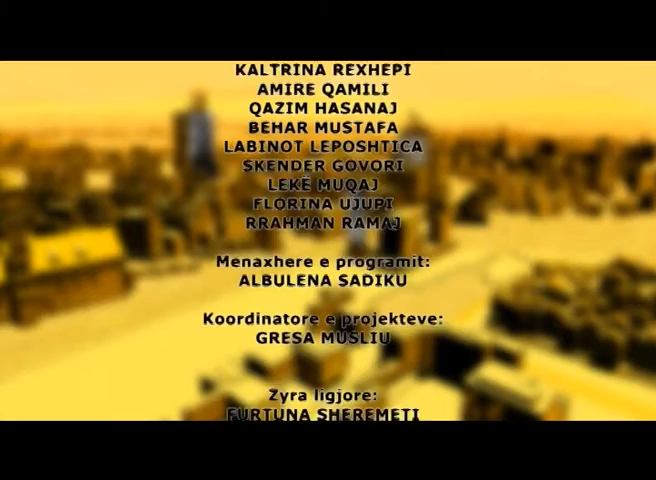 KALTRINA REXHEPI
AMIRE QAMILI
QAZIM HASANAJ
BEHAR MUSTAFA
LABINOT LEPOSHTICA
SKENDER GOVORI
LEKË MUQAJ
FLORINA UJUPI
RRAHMAN RAMAJ
Menaxhere e programit:
ALBULENA SADIKU
Koordinatore e projekteve:
GRESA MUSLIU
Zyra ligjore:
FURTUNA SHEREMETI